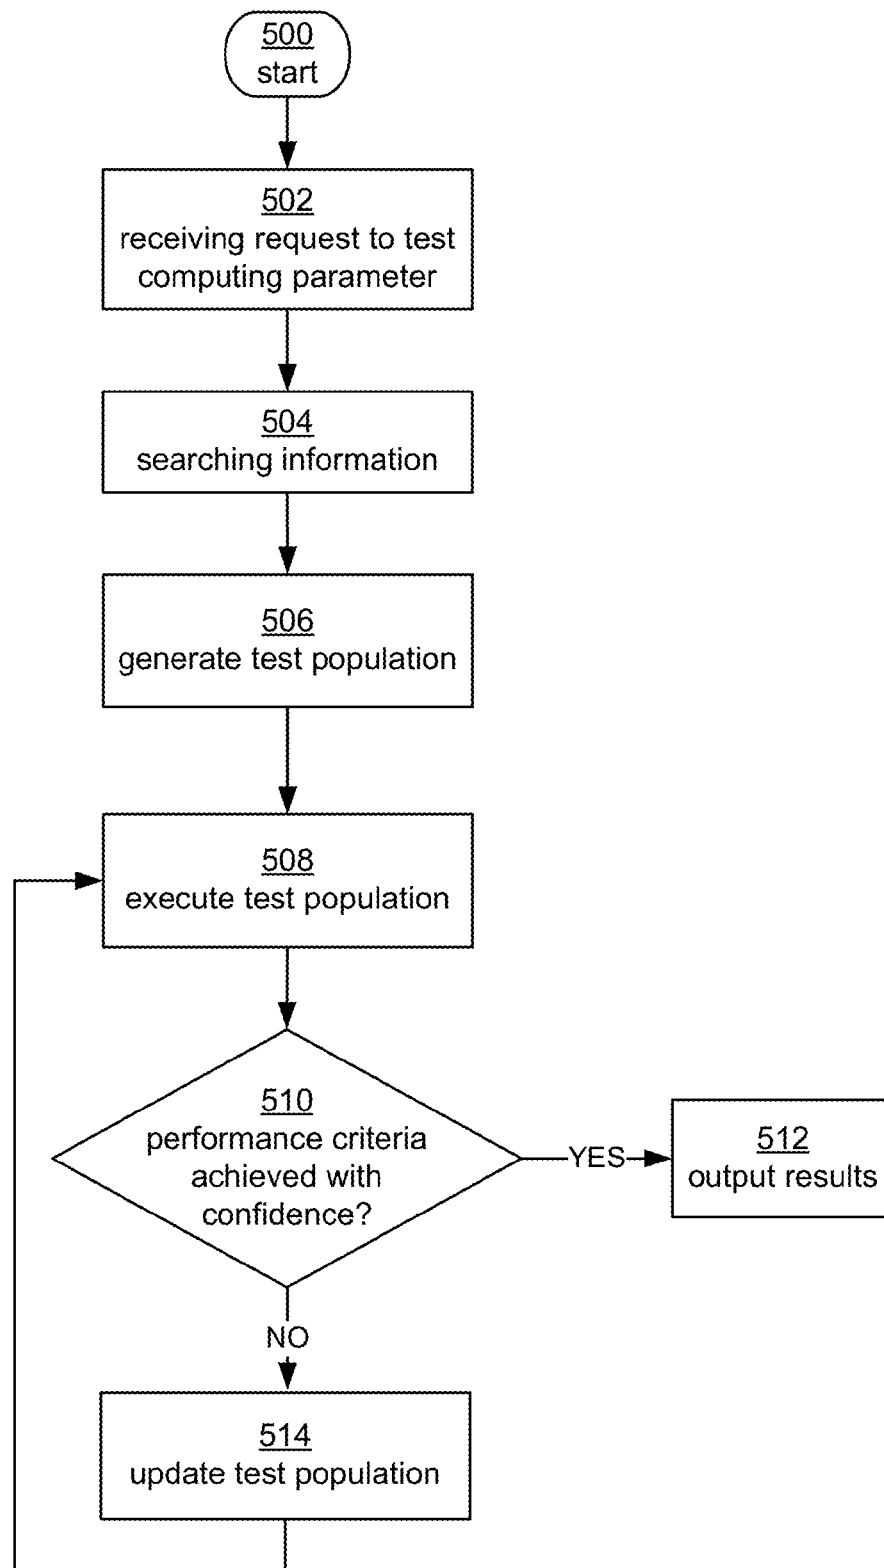 500
start
502
receiving request to test
computing parameter
504
searching information
506
generate test population
508
execute test population
510
performance criteria
achieved with
confidence?
YES
512
output results
NO
514
update test population